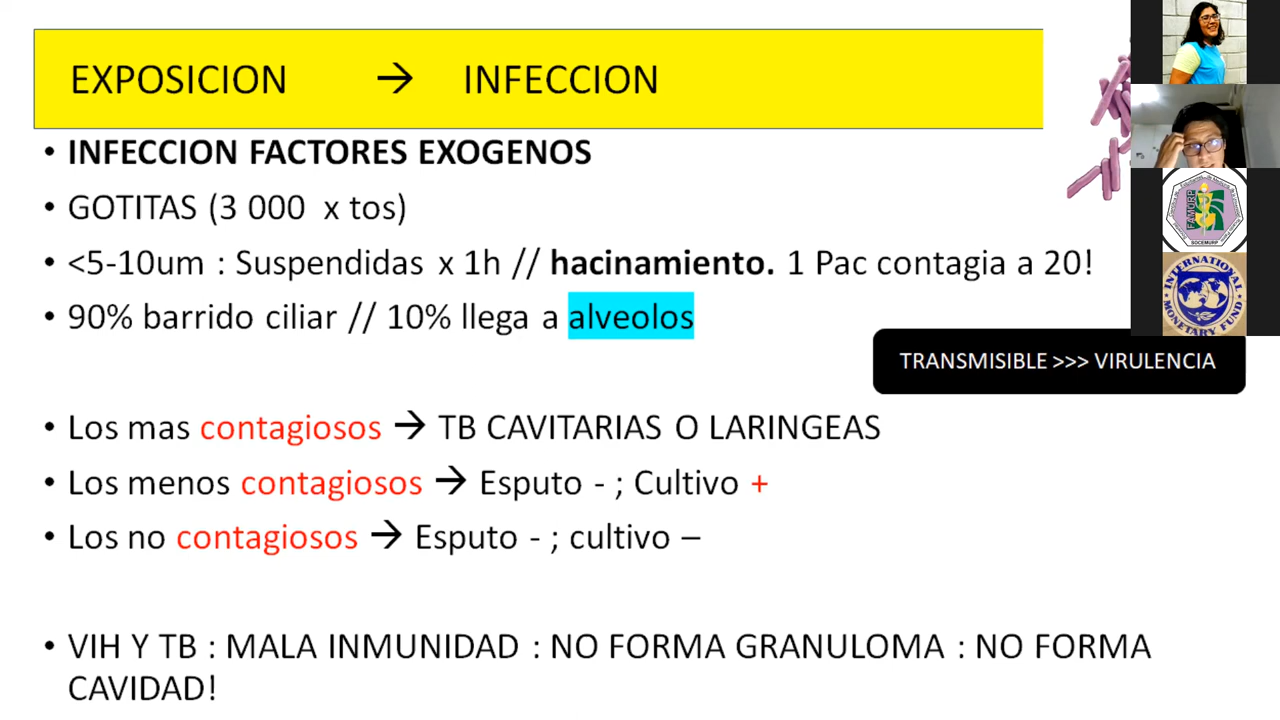 EXPOSICION → INFECCION
• INFECCION FACTORES EXOGENOS
• GOTITAS (3 000 x tos)
• <5-10um : Suspendidas x 1h // hacinamiento. 1 Pac contagia a 20!
• 90% barrido ciliar // 10% llega a alveolos
TRANSMISIBLE >>> VIRULENCIA
• Los mas contagiosos → TB CAVITARIAS O LARINGEAS
• Los menos contagiosos → Esputo - ; Cultivo +
• Los no contagiosos → Esputo - ; cultivo –
• VIH Y TB : MALA INMUNIDAD : NO FORMA GRANULOMA : NO FORMA
CAVIDAD!
FAMURP
SOCEMURP
INTERNATIONAL
MONETARY FUND